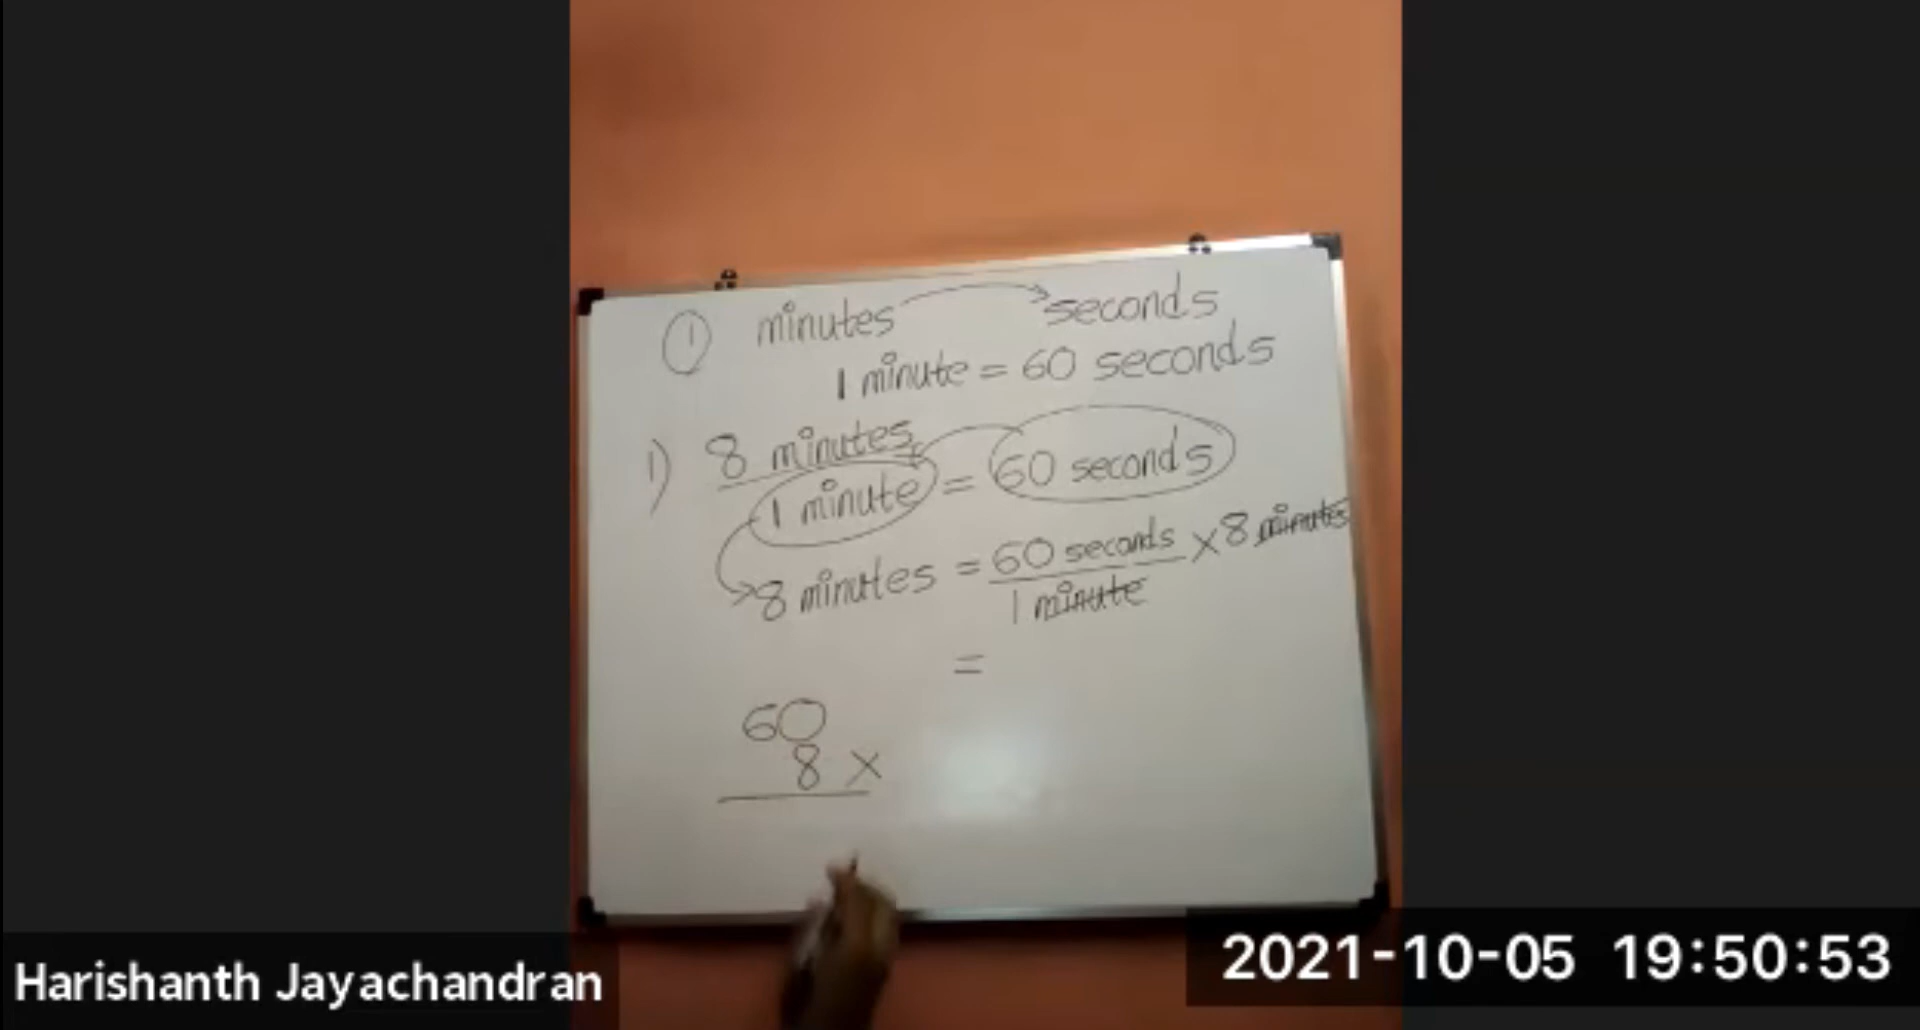 ① minutes seconds
1 minute = 60 seconds
1) 8 minutes
1 minute = 60 seconds
8 minutes = 60 seconds × 8 minutes
1 minute
=
60
8 ×
Harishanth Jayachandran
2021-10-05 19:50:53